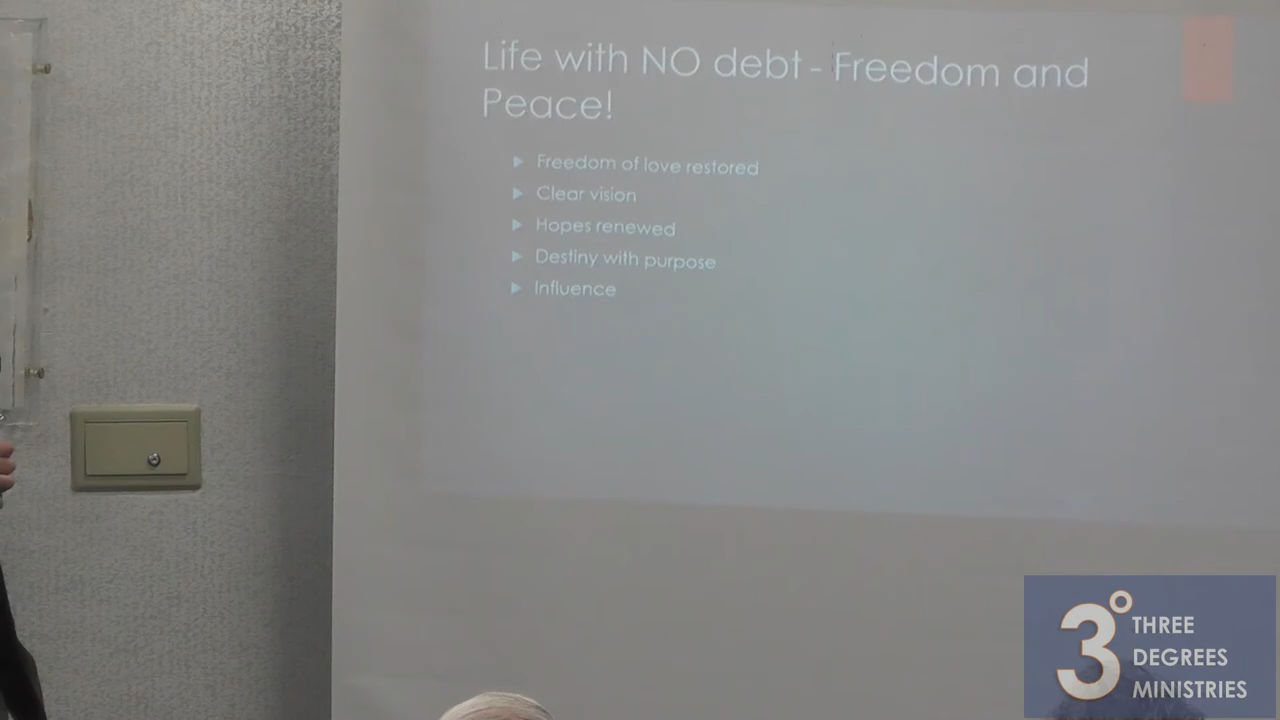 Life with NO debt - Freedom and
Peace!
Freedom of love restored
Clear vision
Hopes renewed
Destiny with purpose
Influence
3° THREE
DEGREES
MINISTRIES